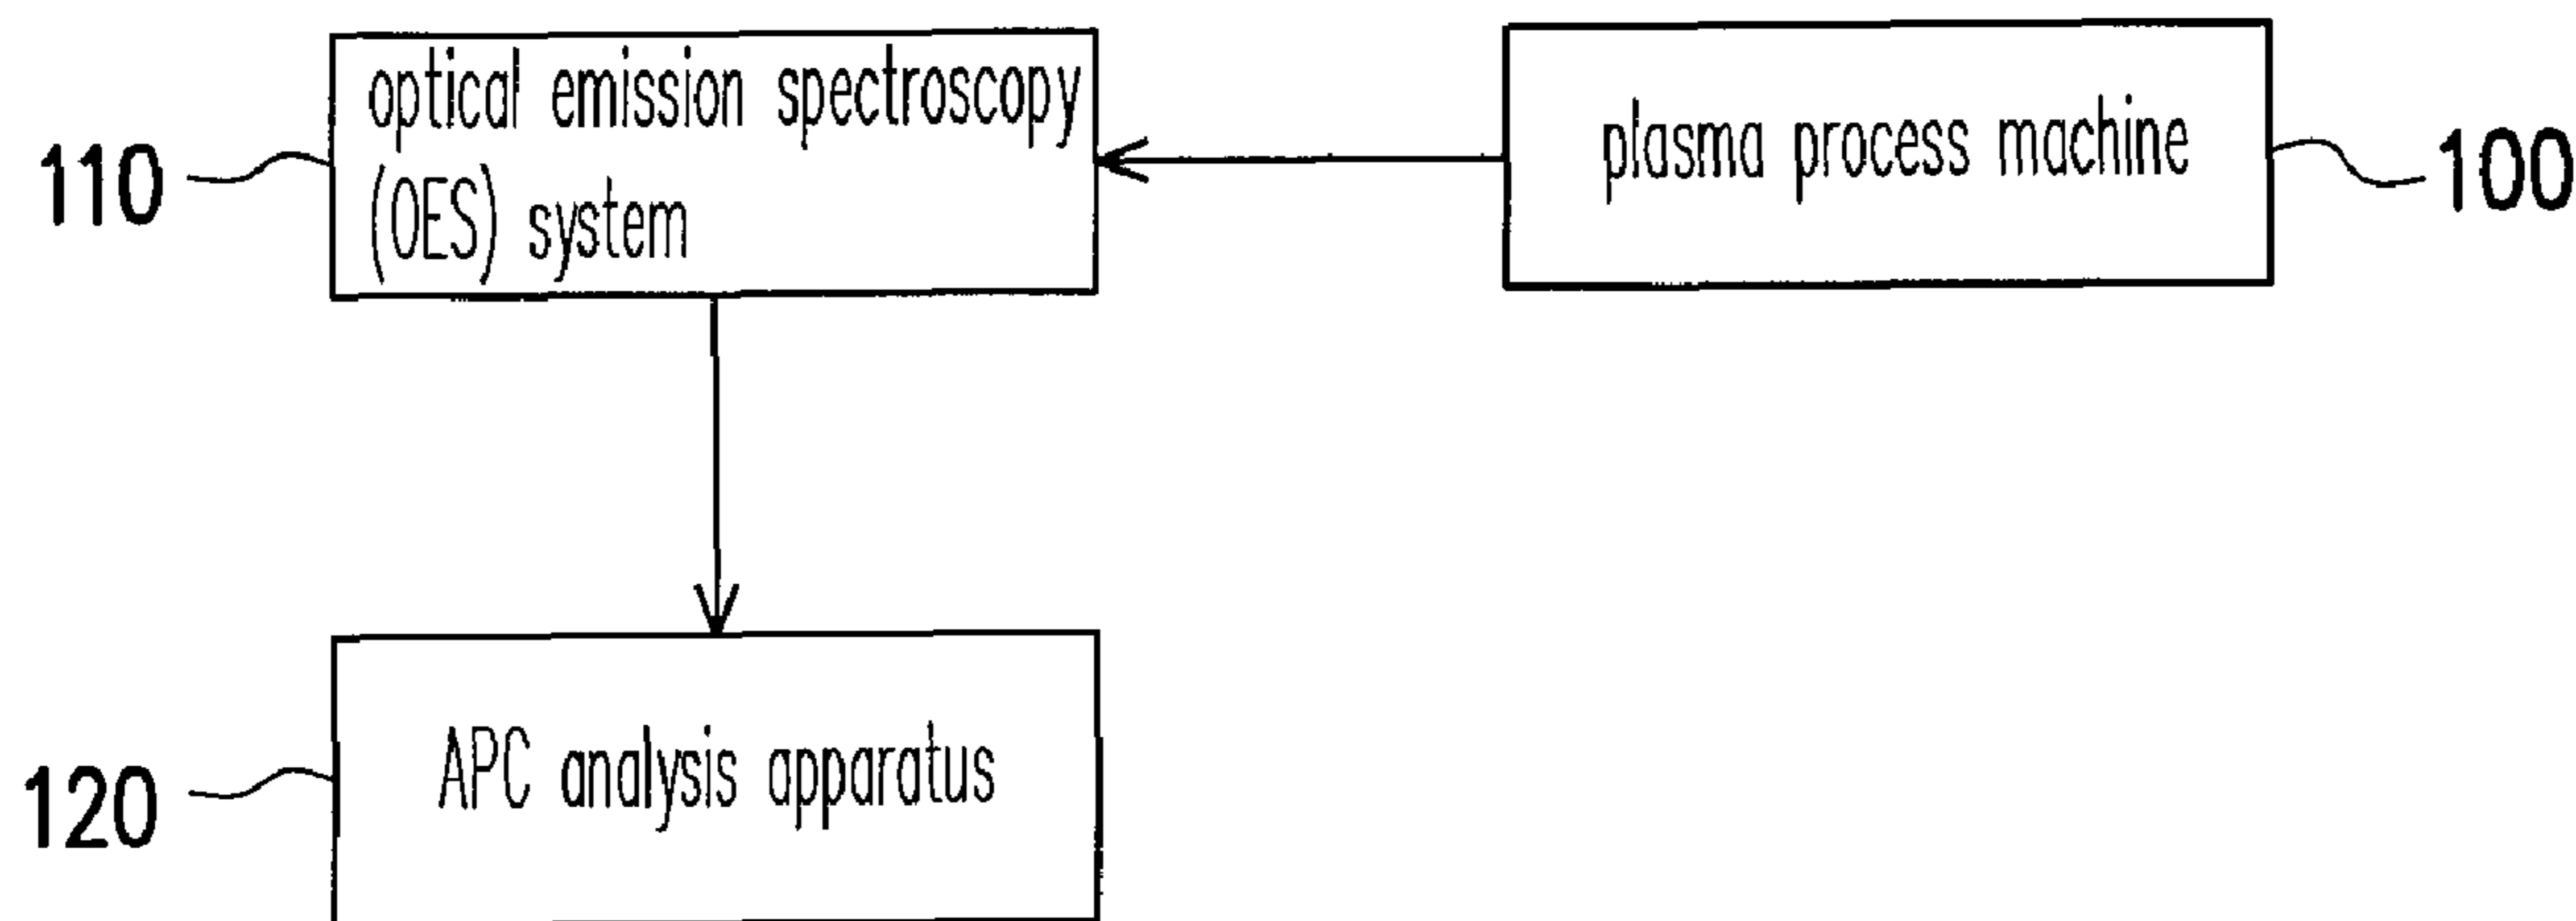 optical emission spectroscopy
(OES) system
110
plasma process machine
100
APC analysis apparatus
120